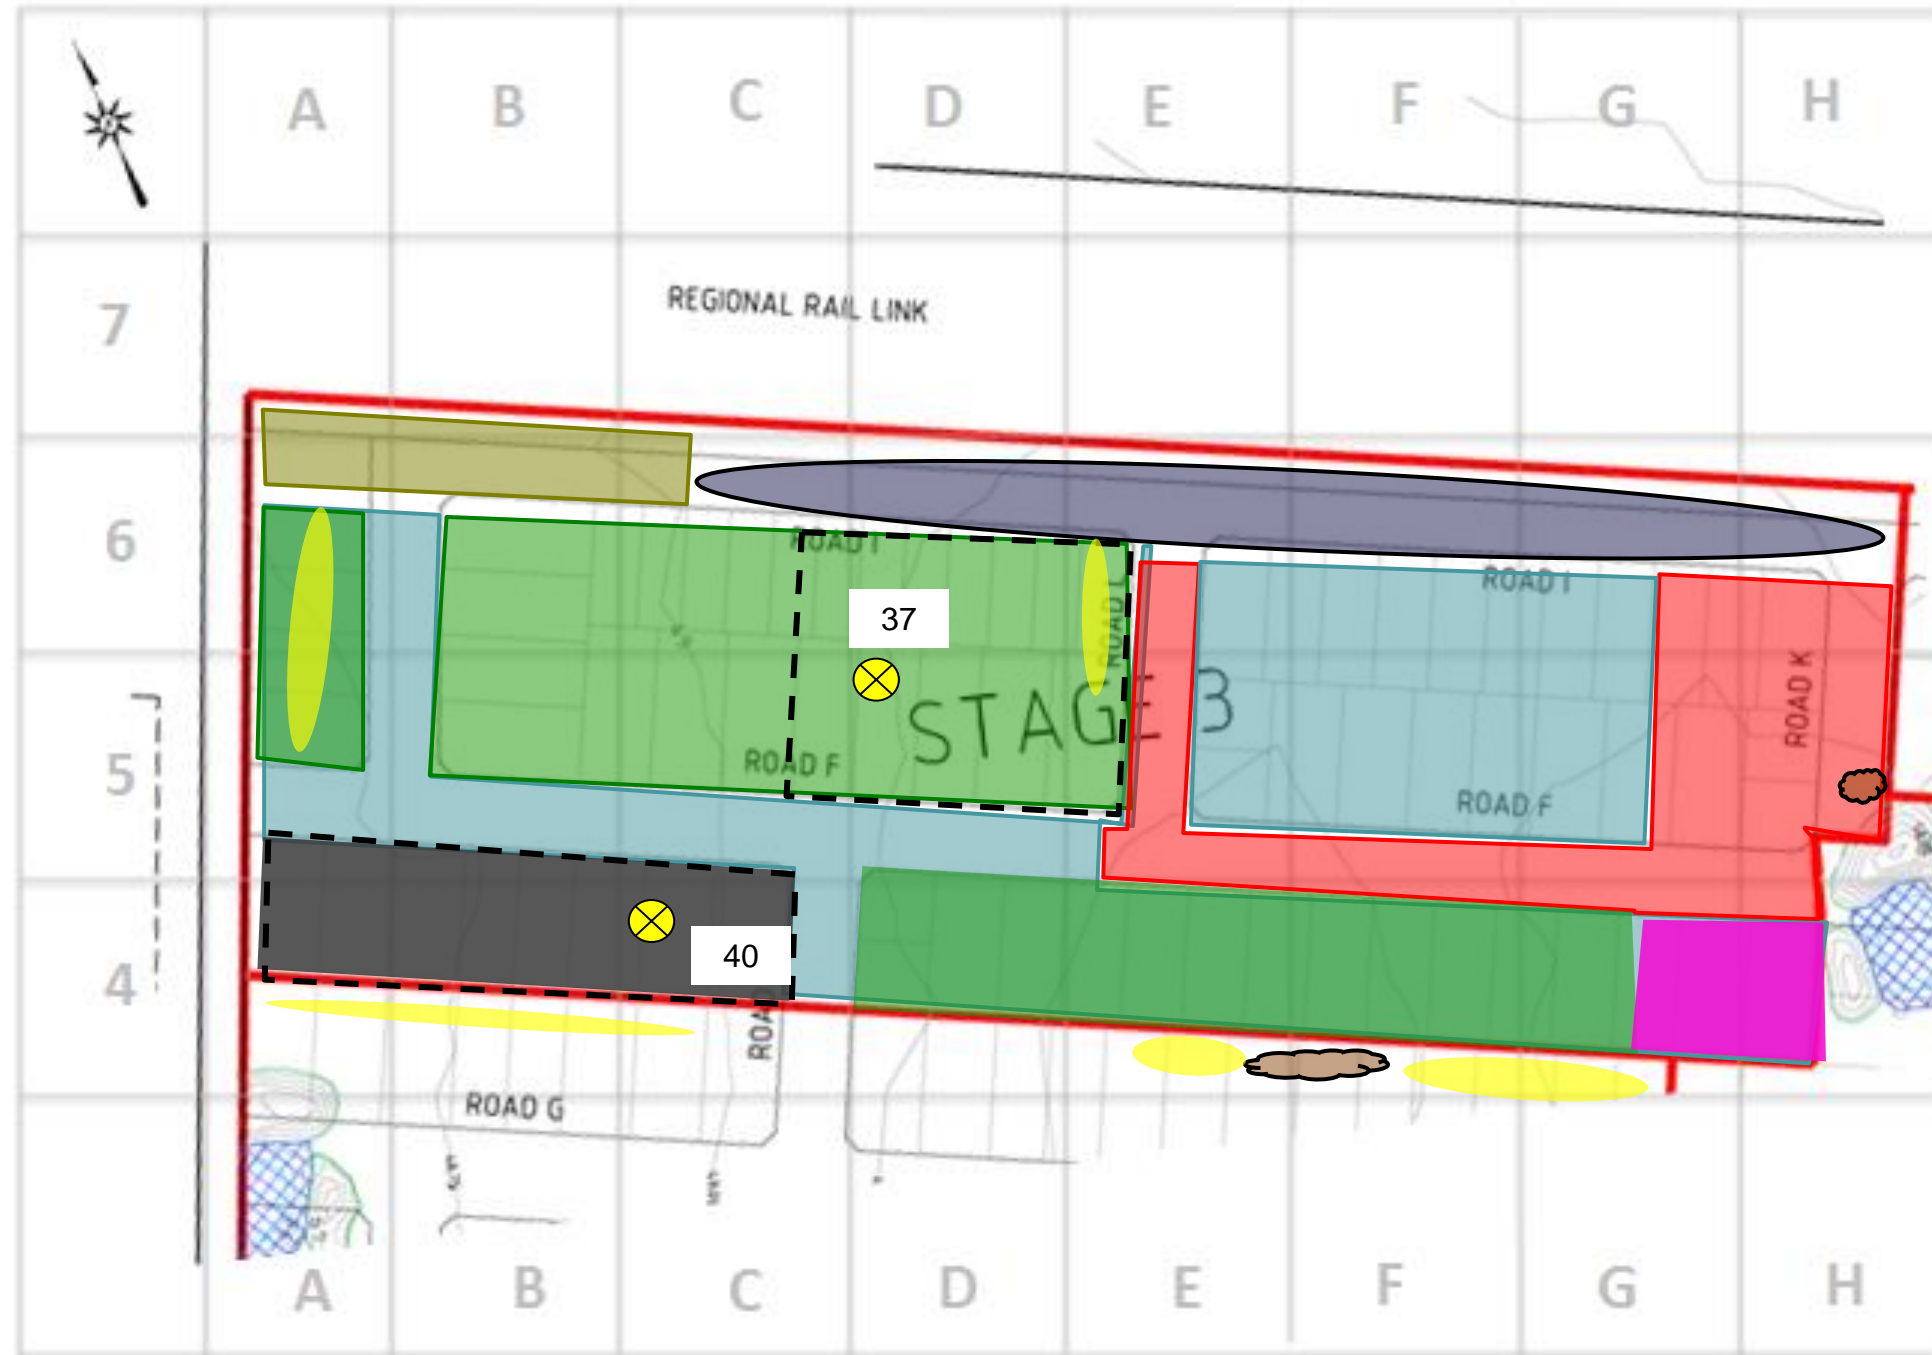 A B C D E F G H
7
REGIONAL RAIL LINK
6
ROAD I
ROAD I
37
ROAD L
STAGE 3
ROAD K
5
ROAD F
ROAD F
40
4
ROAD
ROAD G
A B C D E F G H